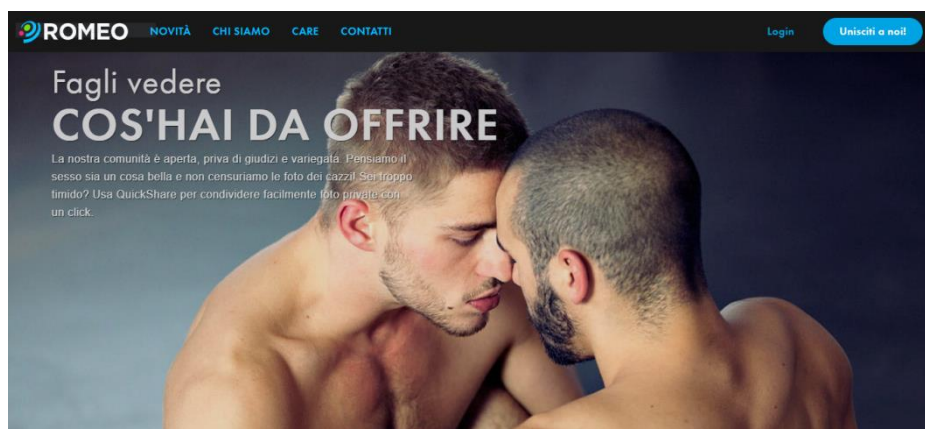 ROMEO NOVITÀ CHI SIAMO CARE CONTATTI Login Unisciti a noi!
Fagli vedere
COS'HAI DA OFFRIRE
La nostra comunità è aperta, priva di giudizi e variegata. Pensiamo il
sesso sia un cosa bella e non censuriamo le foto dei cazzi! Sei troppo
timido? Usa QuickShare per condividere facilmente foto private con
un click.